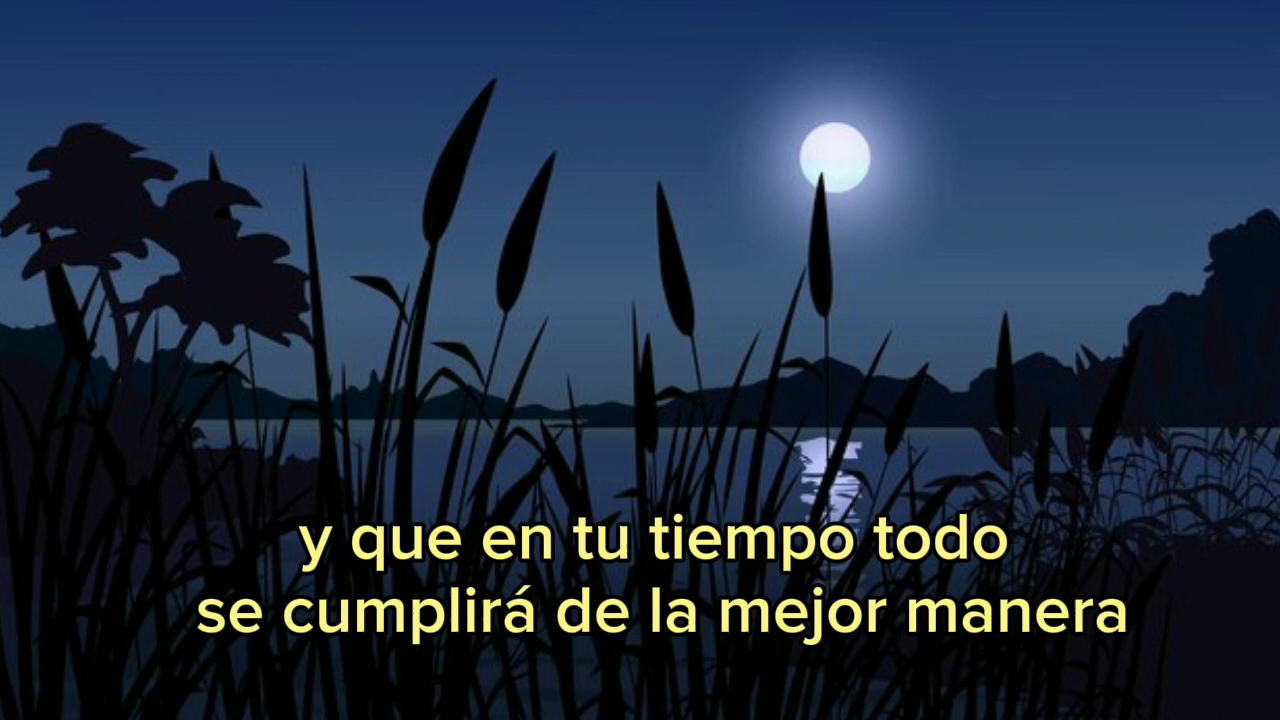 y que en tu tiempo todo
se cumplirá de la mejor manera